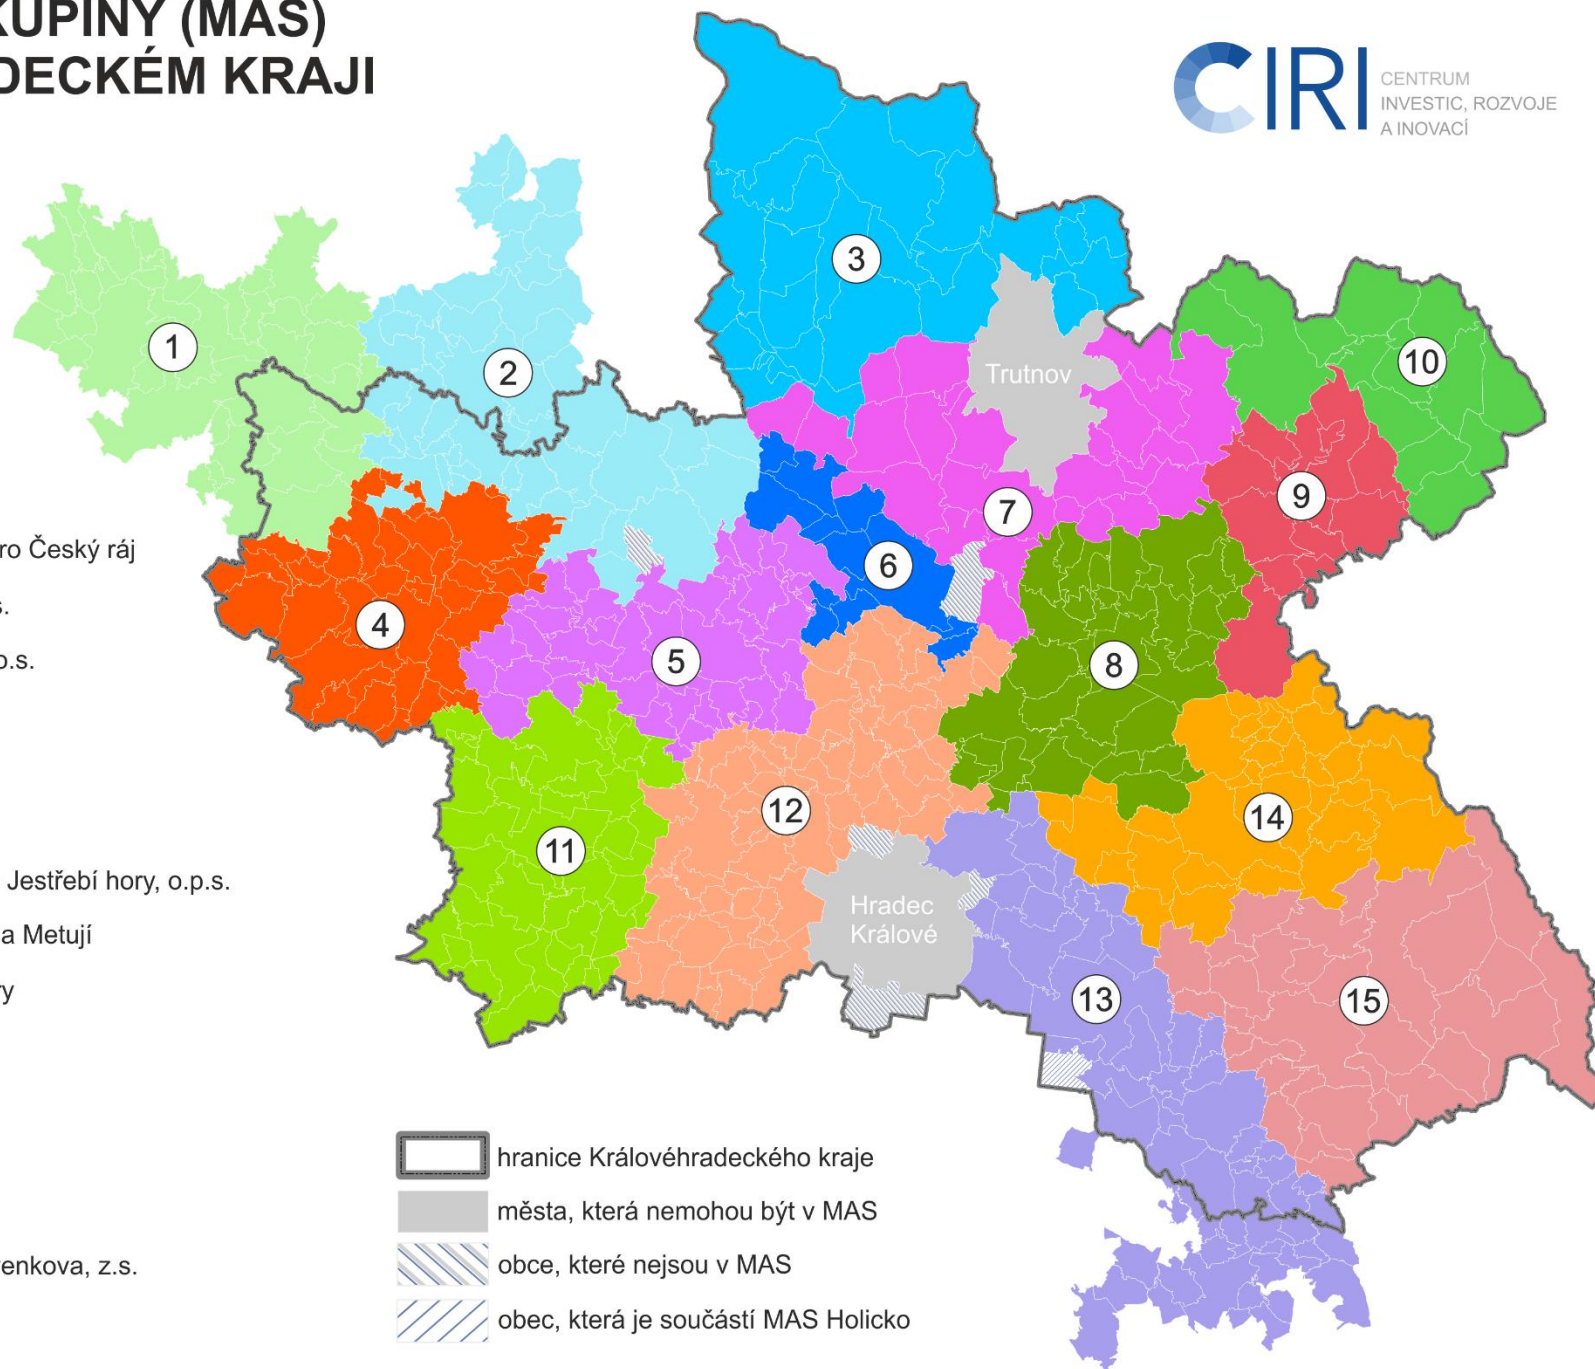 KUPINY (MAS)
DECKÉM KRAJI
CIRI
CENTRUM
INVESTIC, ROZVOJE
A INOVACÍ
3
1
2
10
Trutnov
9
7
ro Český ráj
6
s.
4
o.s.
5
8
12
14
11
Jestřebí hory, o.p.s.
Hradec
Králové
a Metují
ry
13
15
hranice Královéhradeckého kraje
města, která nemohou být v MAS
obce, které nejsou v MAS
enkova, z.s.
obec, která je součástí MAS Holicko